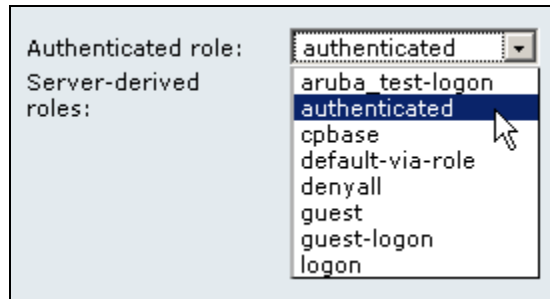 Authenticated role: authenticated
Server-derived roles:
aruba_test-logon
authenticated
cpbase
default-via-role
denyall
guest
guest-logon
logon